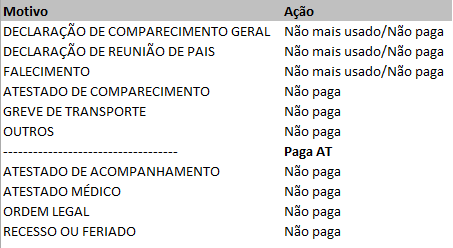 Motivo Ação
DECLARAÇÃO DE COMPARECIMENTO GERAL Não mais usado/Não paga
DECLARAÇÃO DE REUNIÃO DE PAIS Não mais usado/Não paga
FALECIMENTO Não mais usado/Não paga
ATESTADO DE COMPARECIMENTO Não paga
GREVE DE TRANSPORTE Não paga
OUTROS Não paga
----------------------------------- Paga AT
ATESTADO DE ACOMPANHAMENTO Não paga
ATESTADO MÉDICO Não paga
ORDEM LEGAL Não paga
RECESSO OU FERIADO Não paga